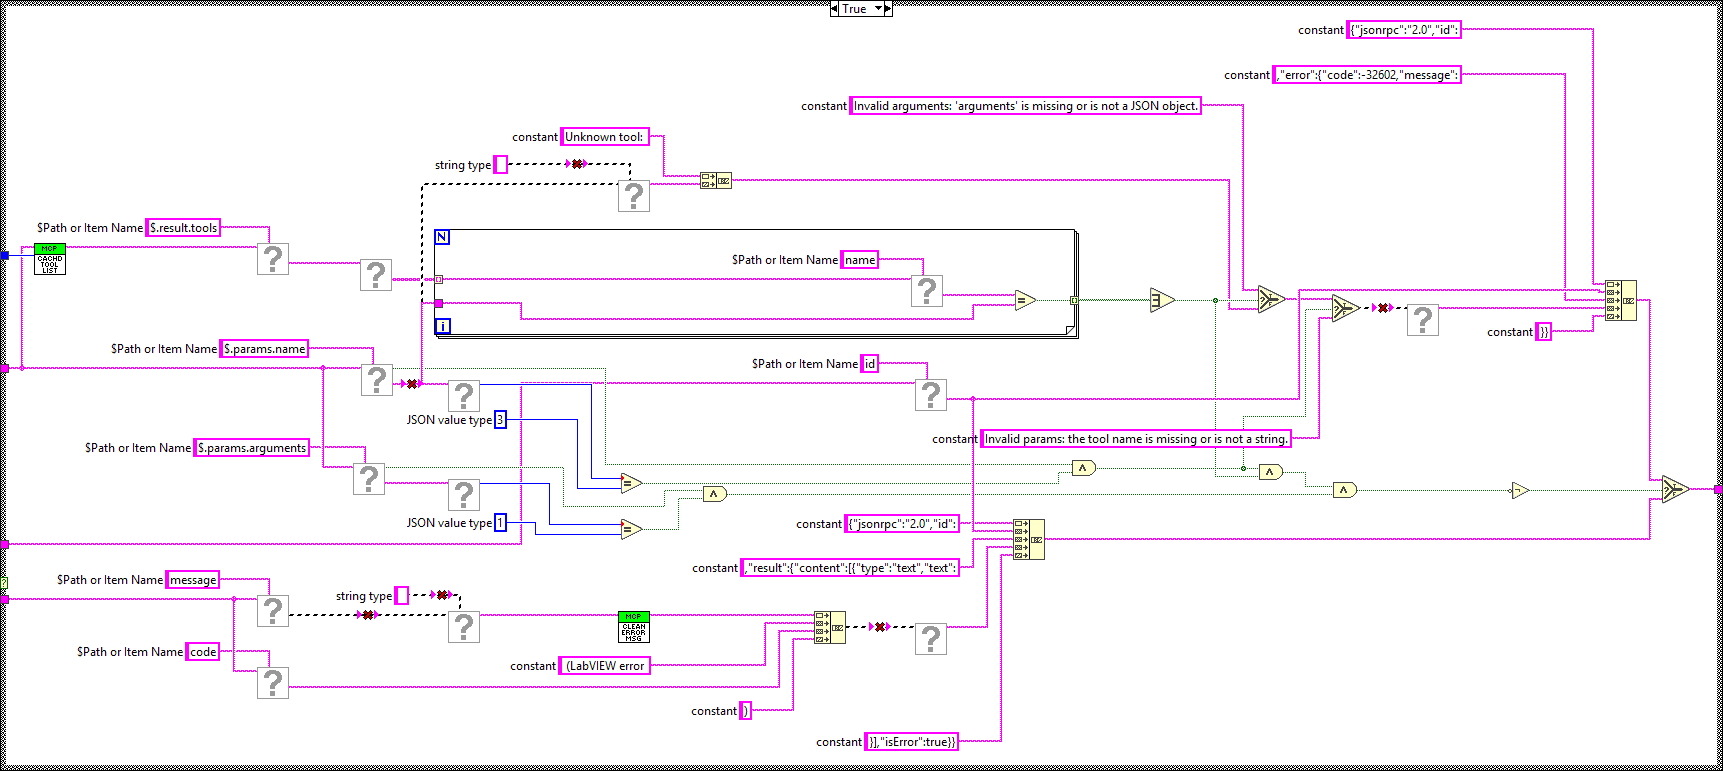 True
constant {"jsonrpc":"2.0","id":
constant ,"error":{"code":-32602,"message":
constant Invalid arguments: 'arguments' is missing or is not a JSON object.
constant Unknown tool:
string type
$Path or Item Name $.result.tools
MCP
CACHD
TOOL
LIST
N
$Path or Item Name name
i
constant }}
$Path or Item Name $.params.name
$Path or Item Name id
JSON value type 3
constant Invalid params: the tool name is missing or is not a string.
$Path or Item Name $.params.arguments
JSON value type 1
constant {"jsonrpc":"2.0","id":
constant ,"result":{"content":[{"type":"text","text":
$Path or Item Name message
string type
MCP
CLEAN
ERROR
MSG
$Path or Item Name code
constant (LabVIEW error
constant )
constant }],"isError":true}}